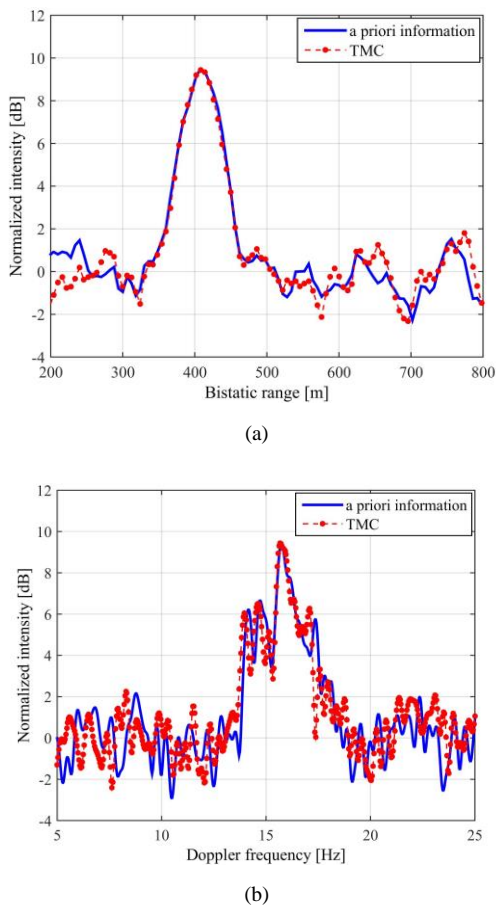 12
10
8
6
4
2
0
-2
-4
Normalized intensity [dB]
a priori information
TMC
200 300 400 500 600 700 800
Bistatic range [m]
(a)
12
10
8
6
4
2
0
-2
-4
Normalized intensity [dB]
a priori information
TMC
5 10 15 20 25
Doppler frequency [Hz]
(b)